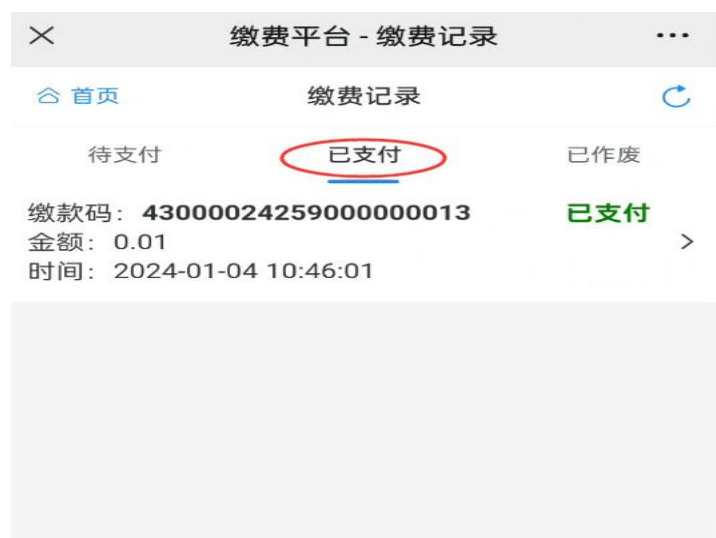 缴费平台 - 缴费记录
首页 缴费记录
待支付 已支付 已作废
缴款码：43000024259000000013 已支付
金额：0.01
时间：2024-01-04 10:46:01